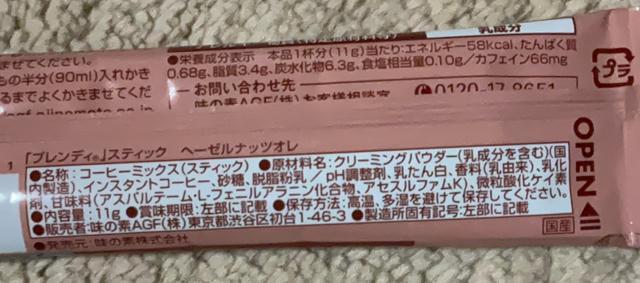 乳成分
ませてください。
●栄養成分表示 本品1杯分(11g)当たり:エネルギー58kcal、たんぱく質
もの半分(90ml)入れかき
0.68g、脂質3.4g、炭水化物6.3g、食塩相当量0.10g/カフェイン66mg
るまでよくかきませてくだ
お問い合わせ先
味の素AGF(株)お客様相談室
0120-17-8651
プラ
OPEN
1 「ブレンディ®」スティック ヘーゼルナッツオレ
●名称:コーヒーミックス(スティック) ●原材料名:クリーミングパウダー(乳成分を含む)(国
内製造)、インスタントコーヒー、砂糖、脱脂粉乳/pH調整剤、乳たん白、香料(乳由来)、乳化
剤、甘味料(アスパルテーム・L-フェニルアラニン化合物、アセスルファムK)、微粒酸化ケイ素
●内容量:11g ●賞味期限:左部に記載 ●保存方法:高温、多湿を避けて保存してください。
●販売者:味の素AGF(株)東京都渋谷区初台1-46-3 ●製造所固有記号:左部に記載
●発売元:味の素株式会社
国産